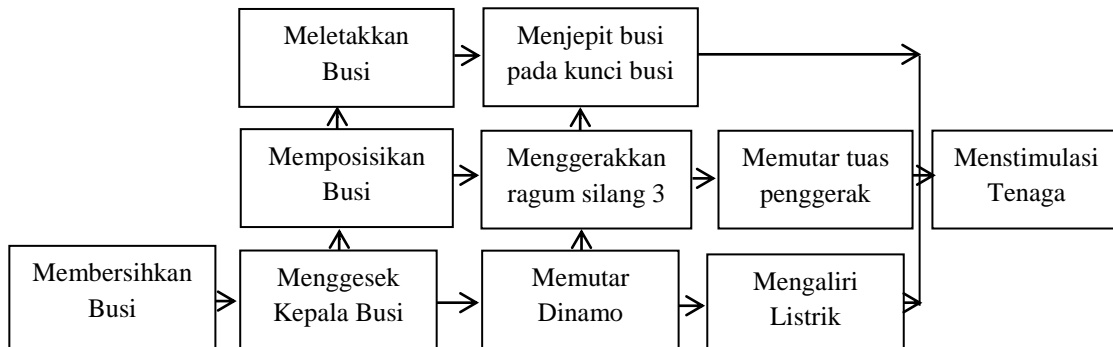 Meletakkan
Busi
Menjepit busi
pada kunci busi
Memposisikan
Busi
Menggerakkan
ragum silang 3
Memutar tuas
penggerak
Menstimulasi
Tenaga
Membersihkan
Busi
Menggesek
Kepala Busi
Memutar
Dinamo
Mengaliri
Listrik